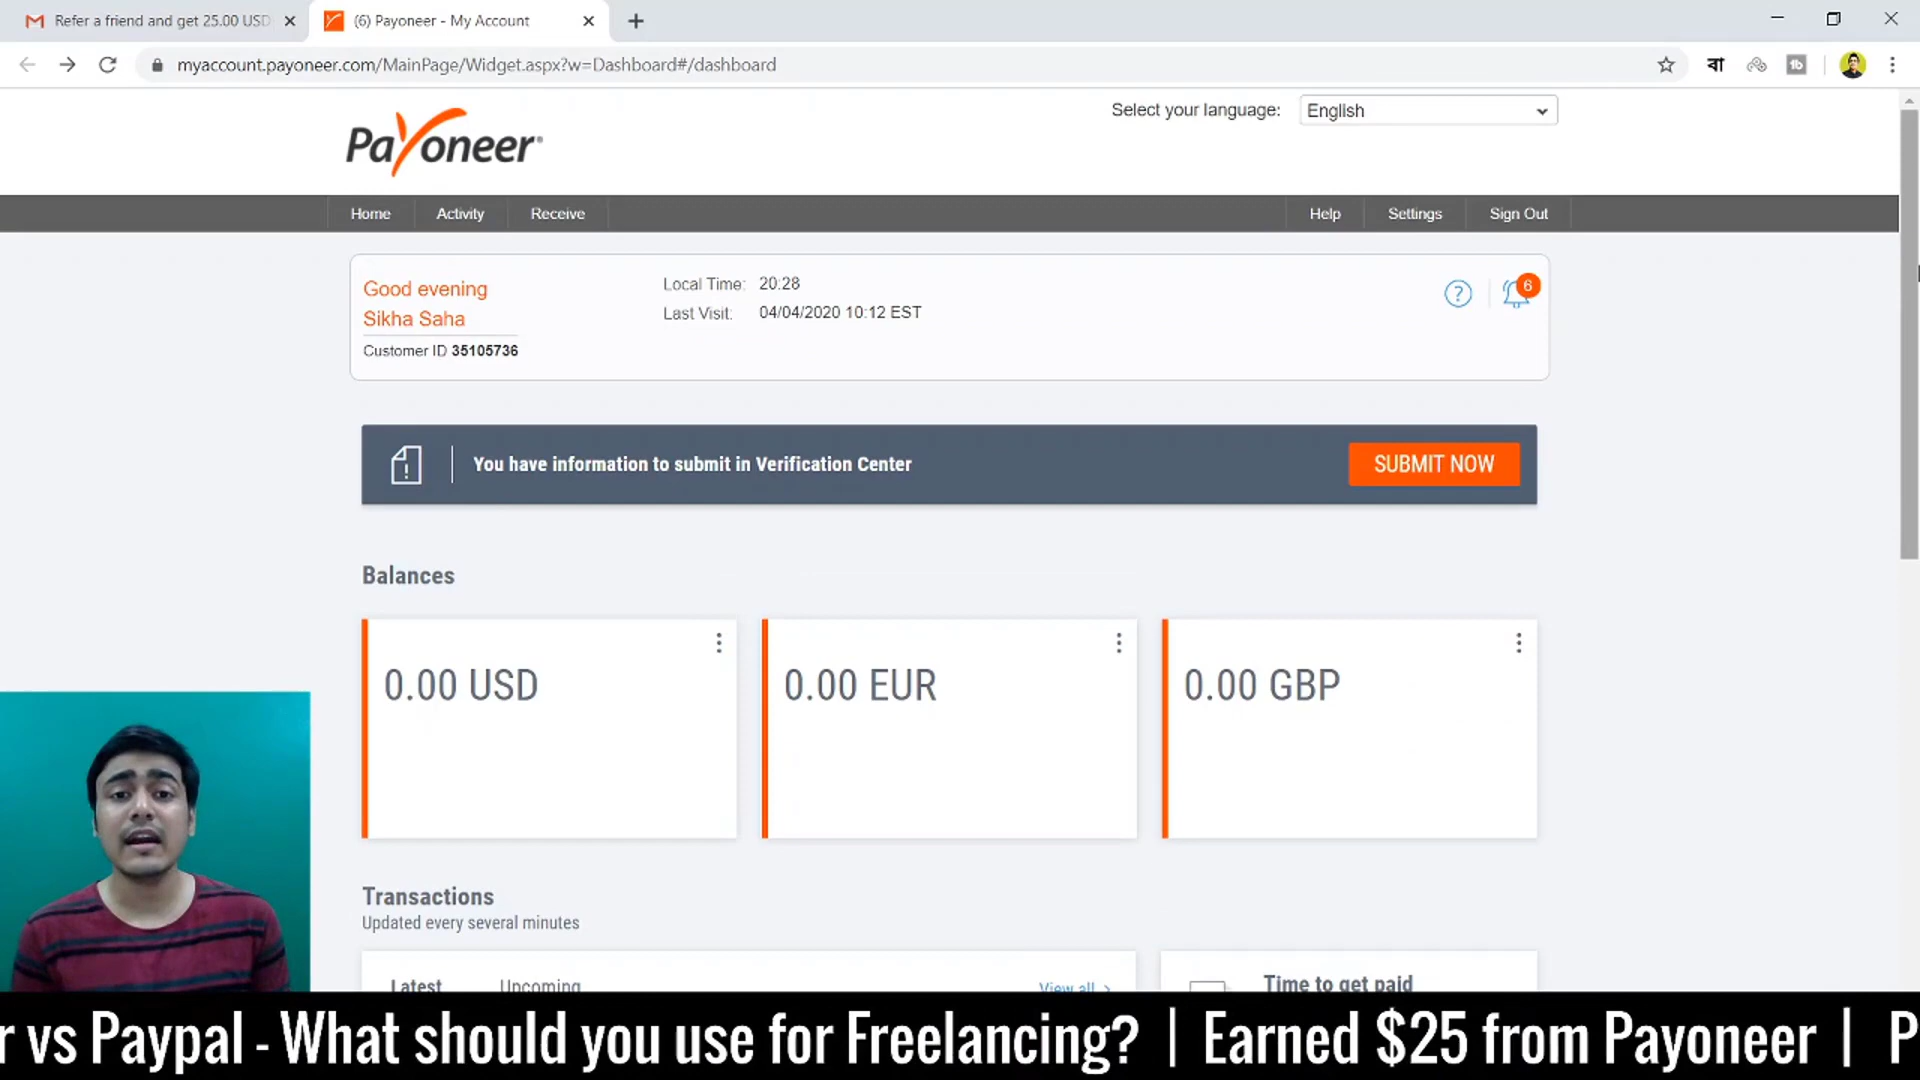 Refer a friend and get 25.00 USD
(6) Payoneer - My Account
myaccount.payoneer.com/MainPage/Widget.aspx?w=Dashboard#/dashboard
বা
Payoneer
Select your language: English
Home Activity Receive Help Settings Sign Out
Good evening
Sikha Saha
Customer ID 35105736
Local Time: 20:28
Last Visit: 04/04/2020 10:12 EST
?
6
You have information to submit in Verification Center
SUBMIT NOW
Balances
0.00 USD
0.00 EUR
0.00 GBP
Transactions
Updated every several minutes
Latest Upcoming View all >
Time to get paid
r vs Paypal - What should you use for Freelancing? | Earned $25 from Payoneer | P